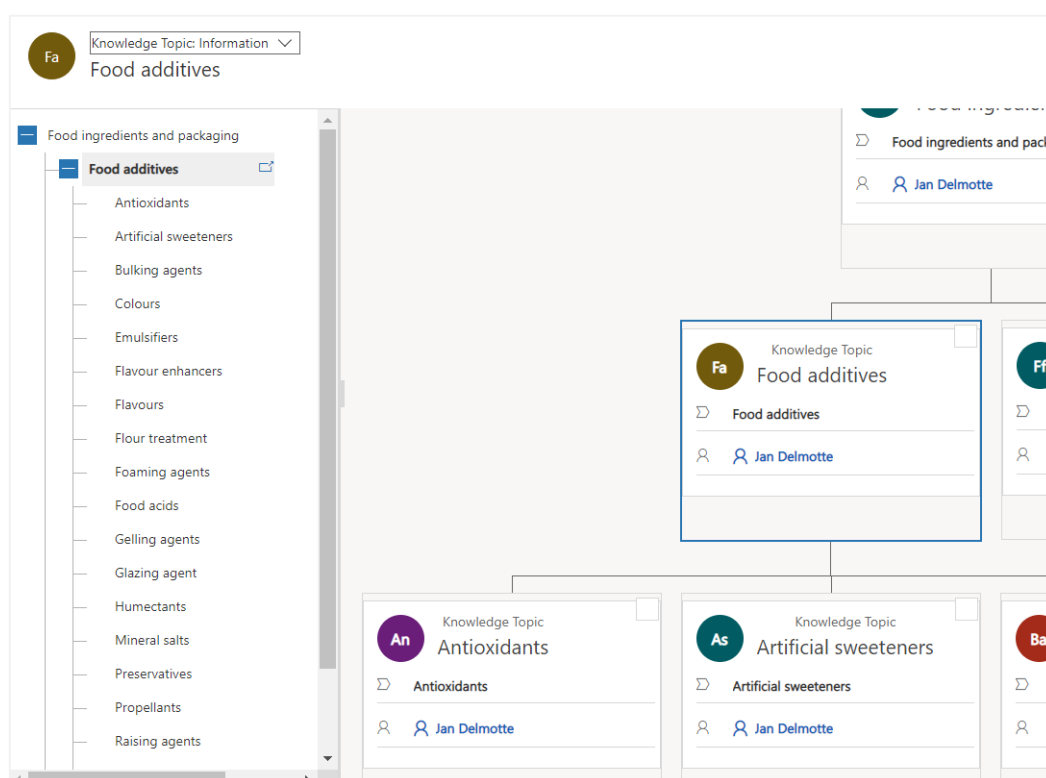 Fa
Knowledge Topic: Information
Food additives
Food ingredients and packaging
Food additives
Antioxidants
Artificial sweeteners
Bulking agents
Colours
Emulsifiers
Flavour enhancers
Flavours
Flour treatment
Foaming agents
Food acids
Gelling agents
Glazing agent
Humectants
Mineral salts
Preservatives
Propellants
Raising agents
Food ingredients and pack
Jan Delmotte
Fa
Knowledge Topic
Food additives
Food additives
Jan Delmotte
Ff
An
Knowledge Topic
Antioxidants
Antioxidants
Jan Delmotte
As
Knowledge Topic
Artificial sweeteners
Artificial sweeteners
Jan Delmotte
Ba